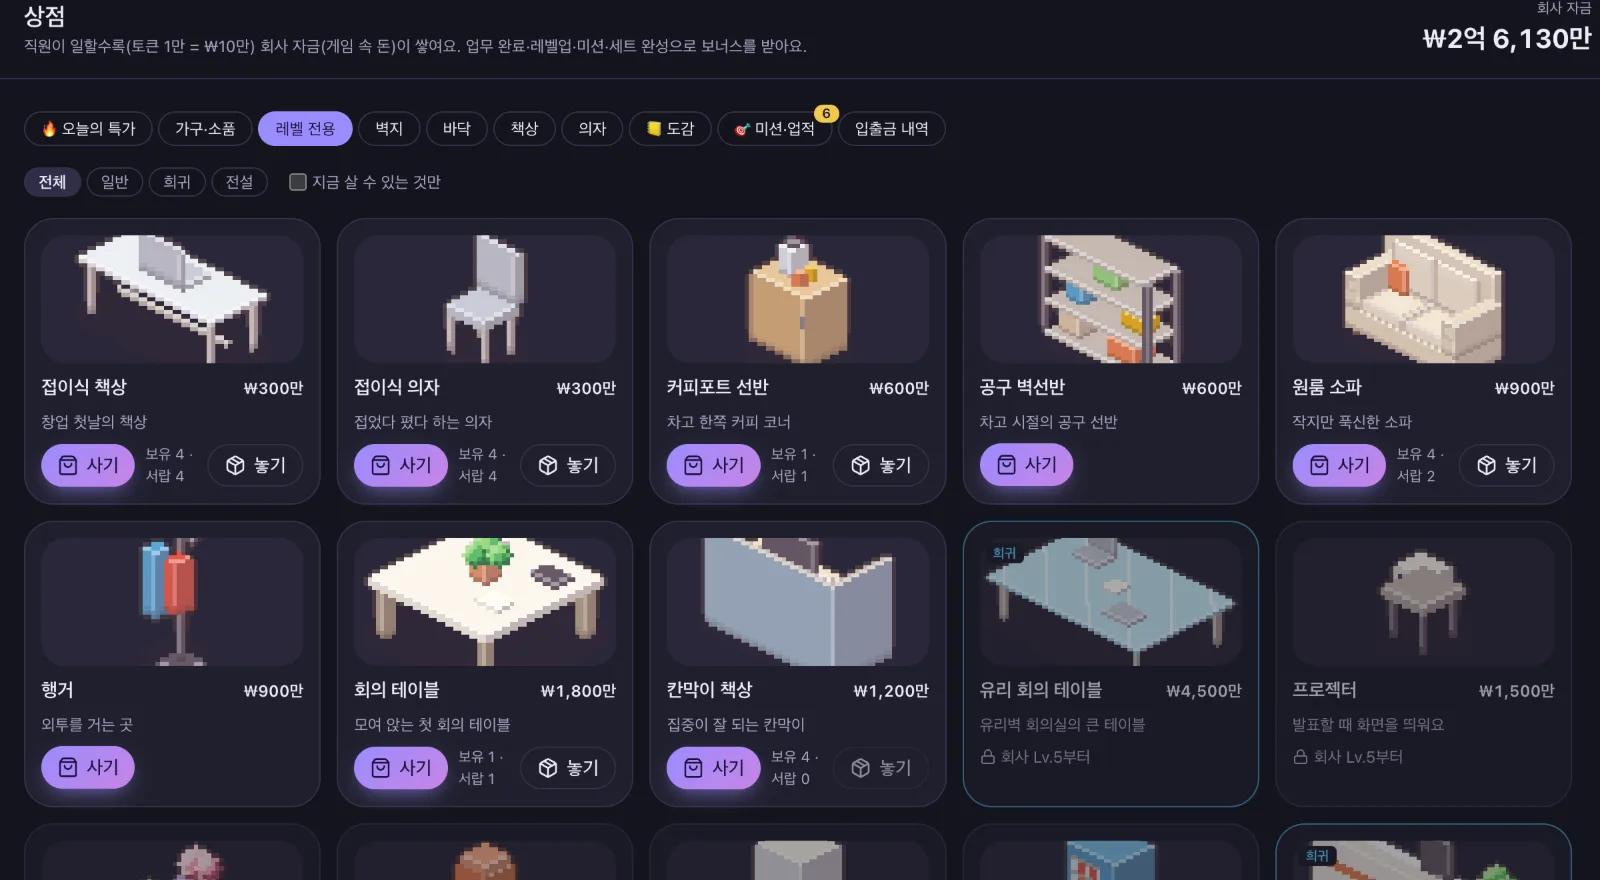 상점
회사 자금
직원이 일할수록(토큰 1만 = ₩10만) 회사 자금(게임 속 돈)이 쌓여요. 업무 완료·레벨업·미션·세트 완성으로 보너스를 받아요.
₩2억 6,130만
🔥 오늘의 특가
가구·소품
레벨 전용
벽지
바닥
책상
의자
📒 도감
🎯 미션·업적
6
입출금 내역
전체
일반
희귀
전설
지금 살 수 있는 것만
접이식 책상 ₩300만
창업 첫날의 책상
사기
보유 4 ·
서랍 4
놓기
접이식 의자 ₩300만
접었다 폈다 하는 의자
사기
보유 4 ·
서랍 4
놓기
커피포트 선반 ₩600만
차고 한쪽 커피 코너
사기
보유 1 ·
서랍 1
놓기
공구 벽선반 ₩600만
차고 시절의 공구 선반
사기
원룸 소파 ₩900만
작지만 푹신한 소파
사기
보유 4 ·
서랍 2
놓기
행거 ₩900만
외투를 거는 곳
사기
회의 테이블 ₩1,800만
모여 앉는 첫 회의 테이블
사기
보유 1 ·
서랍 1
놓기
칸막이 책상 ₩1,200만
집중이 잘 되는 칸막이
사기
보유 4 ·
서랍 0
놓기
희귀
유리 회의 테이블 ₩4,500만
유리벽 회의실의 큰 테이블
회사 Lv.5부터
프로젝터 ₩1,500만
발표할 때 화면을 띄워요
회사 Lv.5부터
희귀